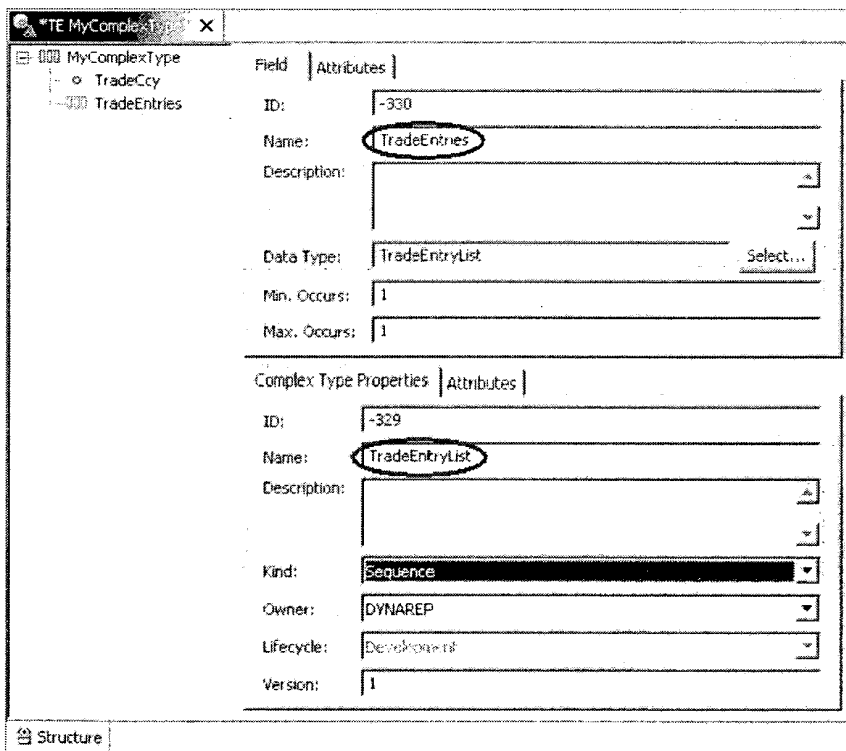 *TE MyComplexType
MyComplexType
TradeCcy
TradeEntries
Field Attributes
ID: -330
Name: TradeEntries
Description:
Data Type: TradeEntryList Select...
Min. Occurs: 1
Max. Occurs: 1
Complex Type Properties Attributes
ID: -329
Name: TradeEntryList
Description:
Kind: Sequence
Owner: DYNAREP
Lifecycle: Development
Version: 1
Structure